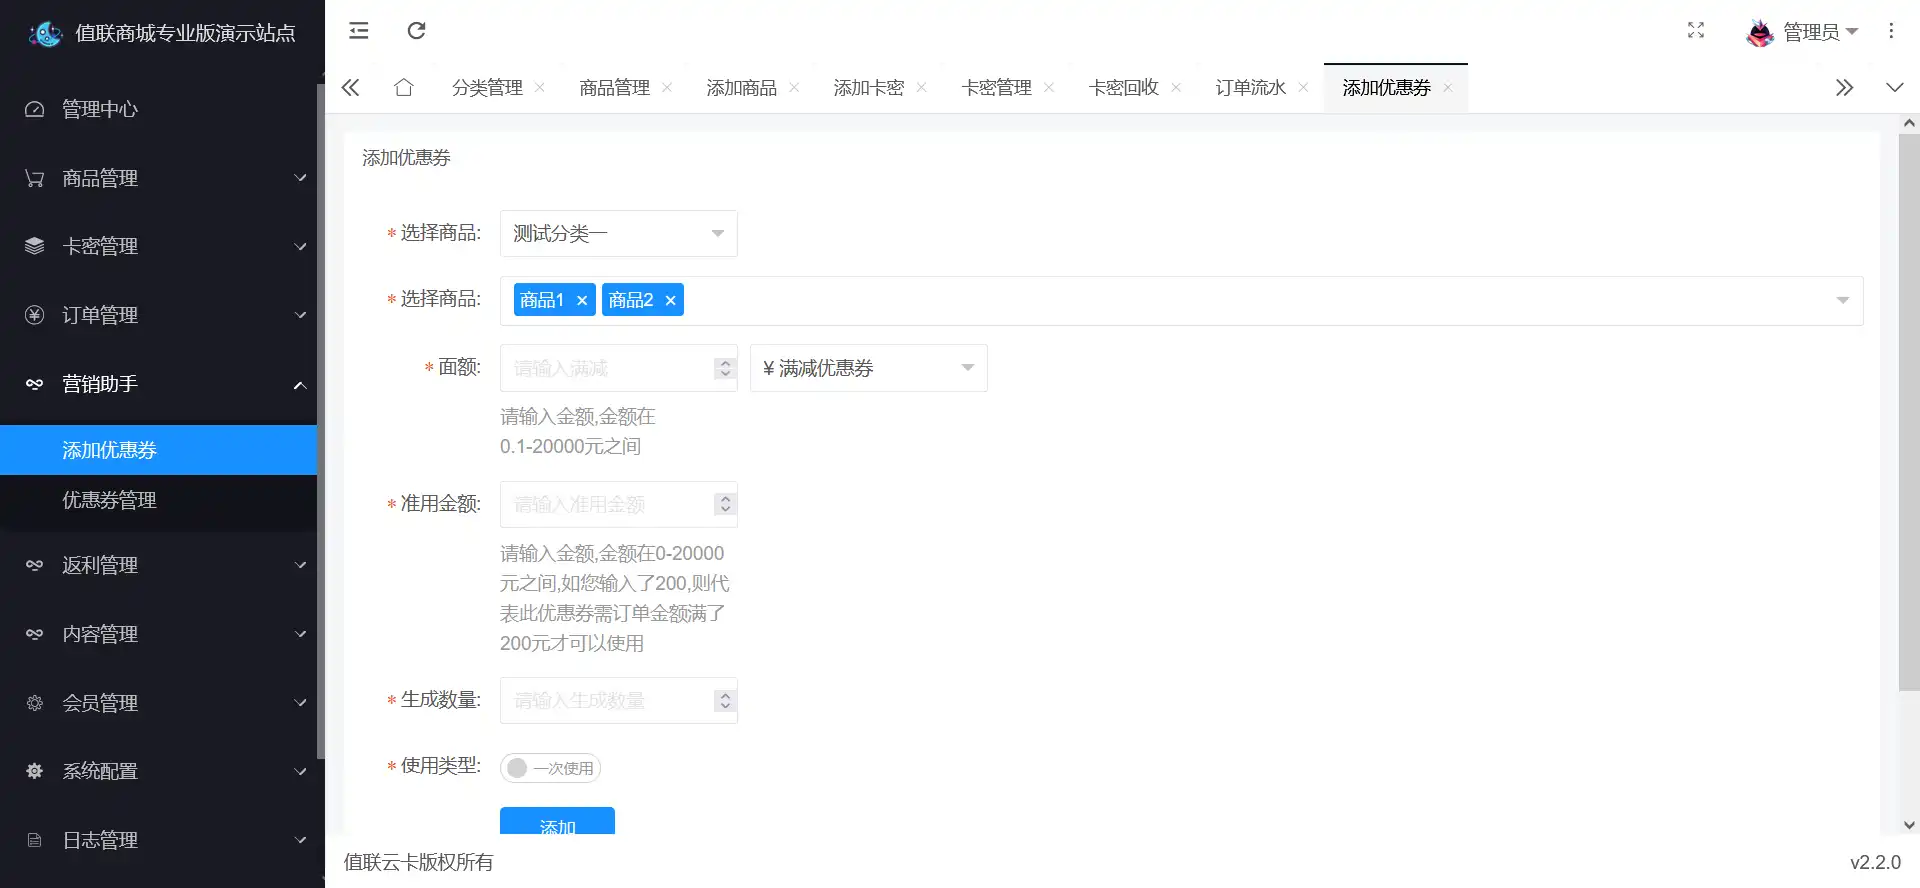 值联商城专业版演示站点
管理中心
商品管理
卡密管理
订单管理
营销助手
添加优惠券
优惠券管理
返利管理
内容管理
会员管理
系统配置
日志管理
管理员
分类管理
商品管理
添加商品
添加卡密
卡密管理
卡密回收
订单流水
添加优惠券
添加优惠券
*选择商品: 测试分类一
*选择商品: 商品1 商品2
*面额: 请输入满减 ¥ 满减优惠券
请输入金额,金额在
0.1-20000元之间
*准用金额: 请输入准用金额
请输入金额,金额在0-20000
元之间,如您输入了200,则代
表此优惠券需订单金额满了
200元才可以使用
*生成数量: 请输入生成数量
*使用类型: 一次使用
添加
值联云卡版权所有
v2.2.0